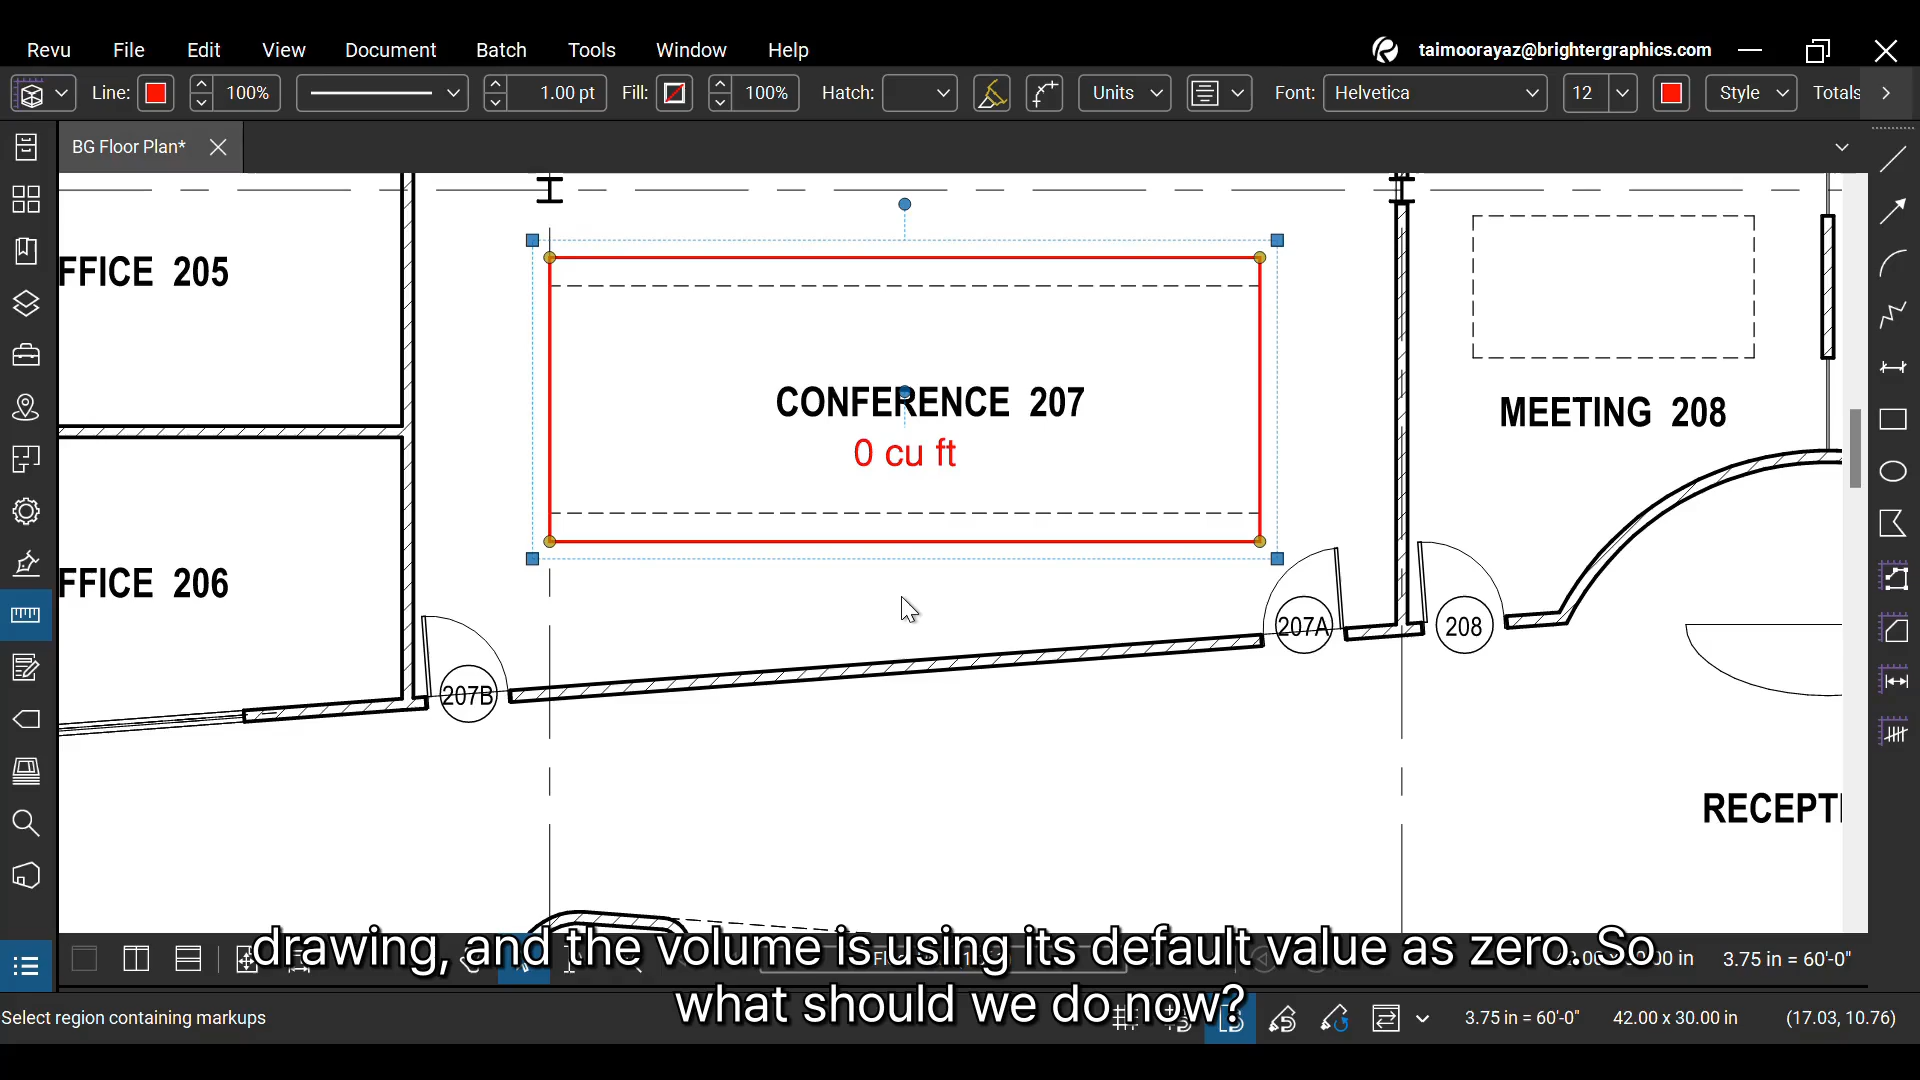 Revu File Edit View Document Batch Tools Window Help taimoorayaz@brightergraphics.com
Line: 100% 1.00 pt Fill: 100% Hatch: Units Font: Helvetica 12 Style Totals
BG Floor Plan*
FFICE 205
CONFERENCE 207
0 cu ft
MEETING 208
FFICE 206
207A
208
207B
RECEPTI
drawing, and the volume is using its default value as zero. So
what should we do now?
in 3.75 in = 60'-0"
Select region containing markups 3.75 in = 60'-0" 42.00 x 30.00 in (17.03, 10.76)